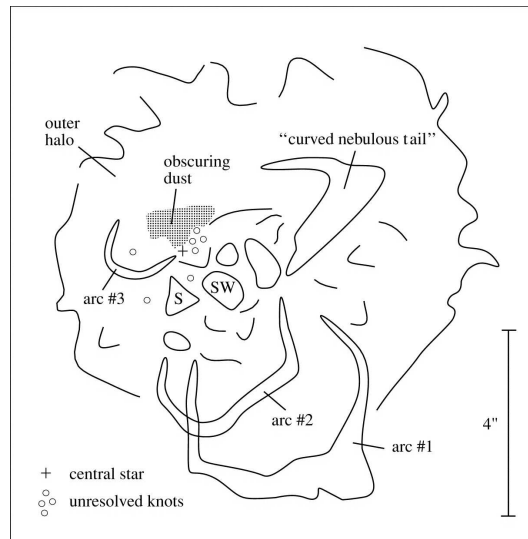 outer
halo
obscuring
dust
“curved nebulous tail”
arc #3
S
SW
arc #2
arc #1
4"
central star
unresolved knots